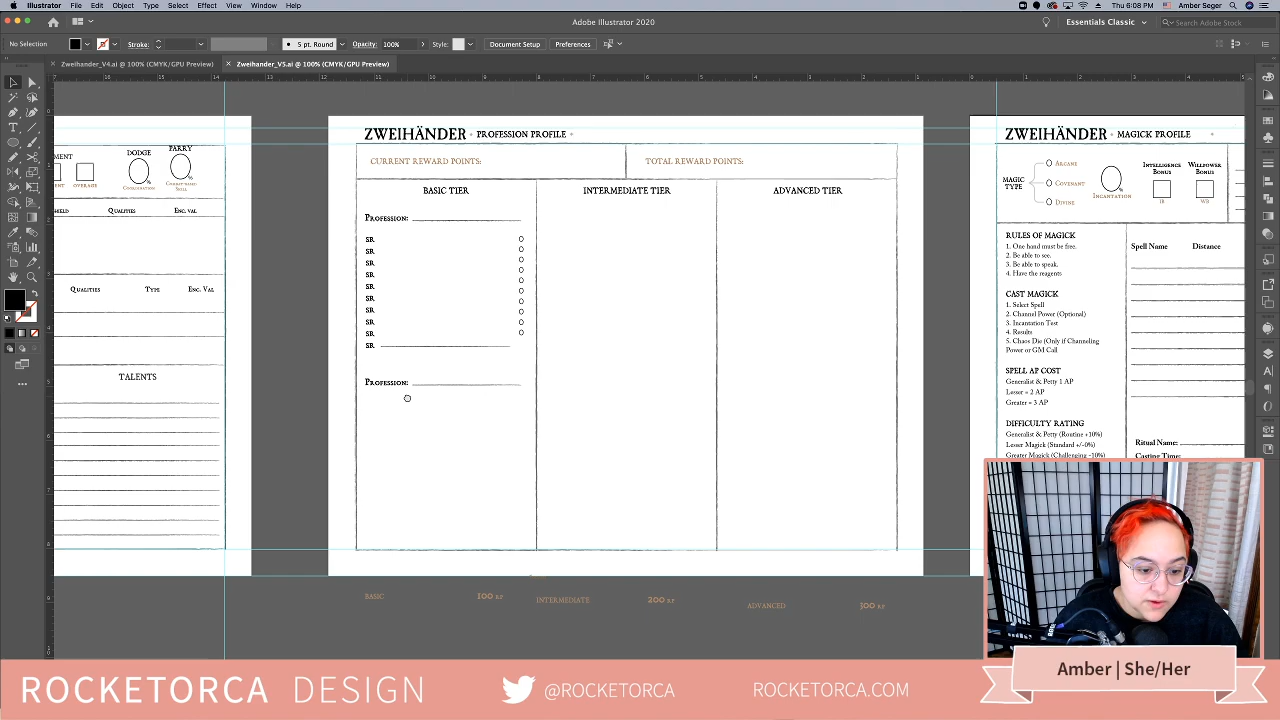 Illustrator File Edit Object Type Select Effect View Window Help
Thu 6:08 PM Amber Seger
Adobe Illustrator 2020
Essentials Classic
Search Adobe Stock
No Selection
Stroke:
5 pt. Round
Opacity: 100%
Style:
Document Setup
Preferences
Zweihander_V4.ai @ 100% (CMYK/GPU Preview)
Zweihander_V5.ai @ 100% (CMYK/GPU Preview)
DODGE
PARRY
OVERAGE
Coordination
Combat-based
Skill
Qualities
Enc. val
Qualities
Type
Enc. Val
TALENTS
ZWEIHÄNDER • PROFESSION PROFILE •
CURRENT REWARD POINTS:
TOTAL REWARD POINTS:
BASIC TIER
INTERMEDIATE TIER
ADVANCED TIER
Profession:
SR
SR
SR
SR
SR
SR
SR
SR
SR
SR
Profession:
BASIC
100 R.P
INTERMEDIATE
200 R.P
ADVANCED
300 R.P
ZWEIHÄNDER • MAGICK PROFILE •
MAGIC
TYPE
Arcane
Covenant
Divine
%
Incantation
Intelligence
Bonus
IB
Willpower
Bonus
WB
RULES OF MAGICK
1. One hand must be free.
2. Be able to see.
3. Be able to speak.
4. Have the reagents
CAST MAGICK
1. Select Spell
2. Channel Power (Optional)
3. Incantation Test
4. Results
5. Chaos Die (Only if Channeling
Power or GM Call
SPELL AP COST
Generalist & Petty 1 AP
Lesser = 2 AP
Greater = 3 AP
DIFFICULTY RATING
Generalist & Petty (Routine +10%)
Lesser Magick (Standard +/-0%)
Greater Magick (Challenging -10%)
Spell Name
Distance
Ritual Name:
Casting Time:
Amber | She/Her
ROCKETORCA DESIGN
@ROCKETORCA
ROCKETORCA.COM